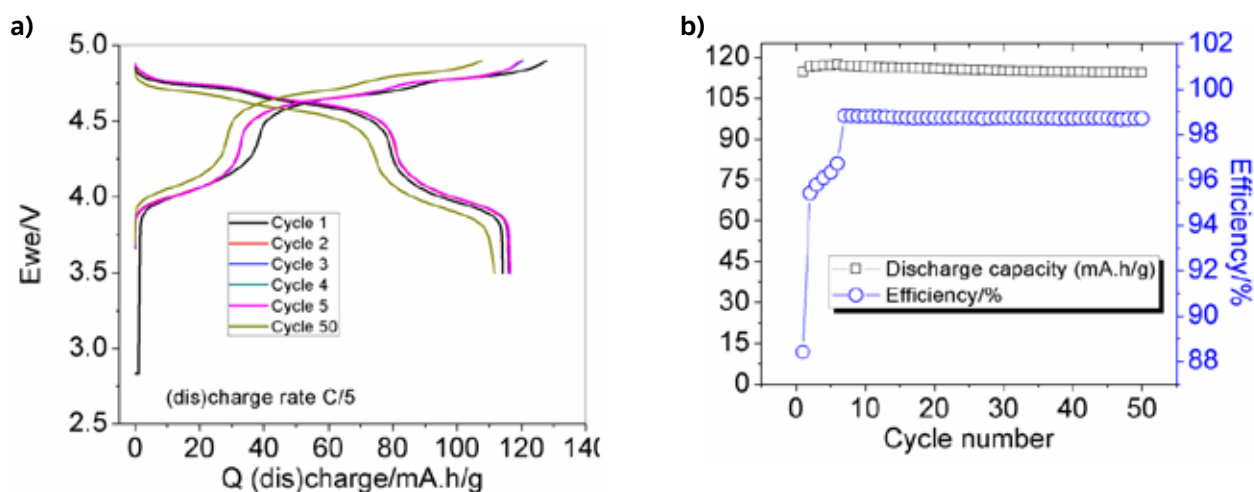 a)
5.0
4.5
4.0
3.5
3.0
2.5
Ewe/V
Cycle 1
Cycle 2
Cycle 3
Cycle 4
Cycle 5
Cycle 50
(dis)charge rate C/5
0 20 40 60 80 100 120 140
Q (dis)charge/mA.h/g
b)
120
105
90
75
60
45
30
15
0
Discharge capacity (mA.h/g)
Efficiency/%
101
100
98
96
94
92
90
88
Efficiency/%
0 10 20 30 40 50
Cycle number